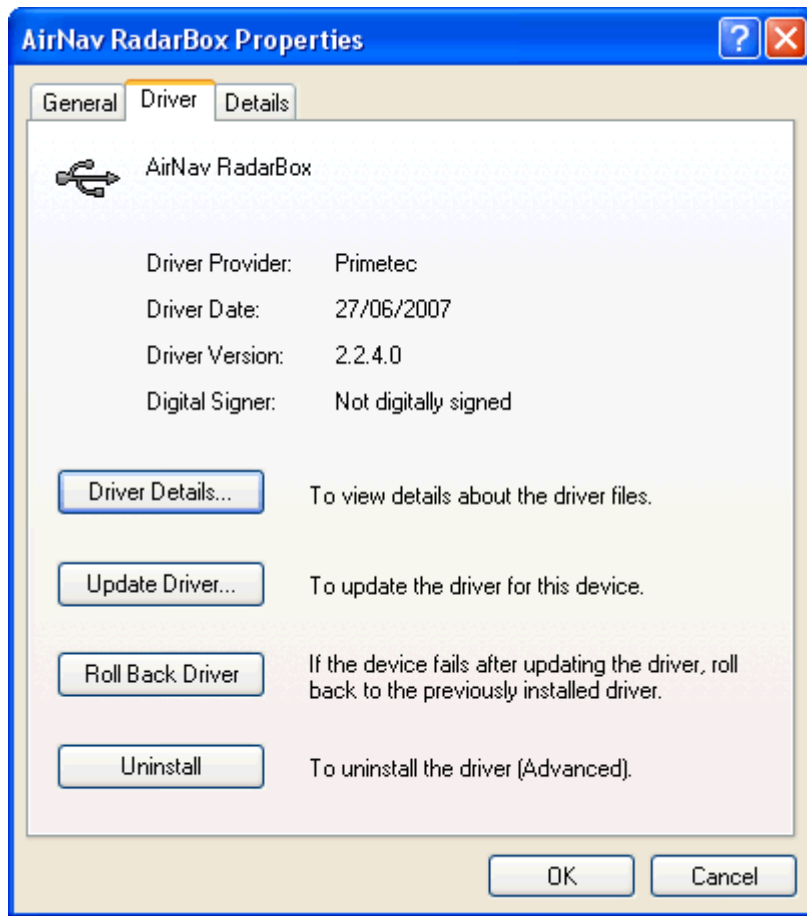 AirNav RadarBox Properties
General Driver Details
AirNav RadarBox
Driver Provider: Primetec
Driver Date: 27/06/2007
Driver Version: 2.2.4.0
Digital Signer: Not digitally signed
Driver Details... To view details about the driver files.
Update Driver... To update the driver for this device.
Roll Back Driver If the device fails after updating the driver, roll
back to the previously installed driver.
Uninstall To uninstall the driver (Advanced).
OK Cancel